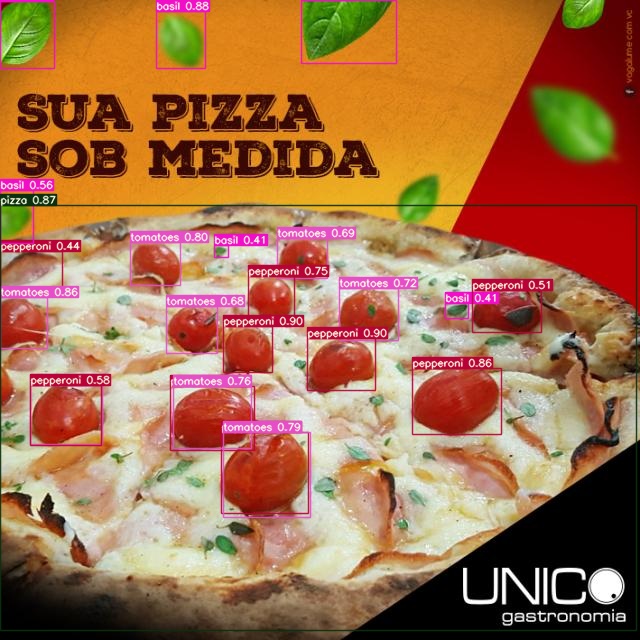 basil 0.88
vagalume.com.vc
SUA PIZZA
SOB MEDIDA
basil 0.56
pizza 0.87
pepperoni 0.44
tomatoes 0.80
basil 0.41
tomatoes 0.69
pepperoni 0.75
tomatoes 0.86
tomatoes 0.72
basil 0.41
pepperoni 0.51
tomatoes 0.68
pepperoni 0.90
pepperoni 0.90
pepperoni 0.58
tomatoes 0.76
pepperoni 0.86
tomatoes 0.79
UNICO
gastronomia